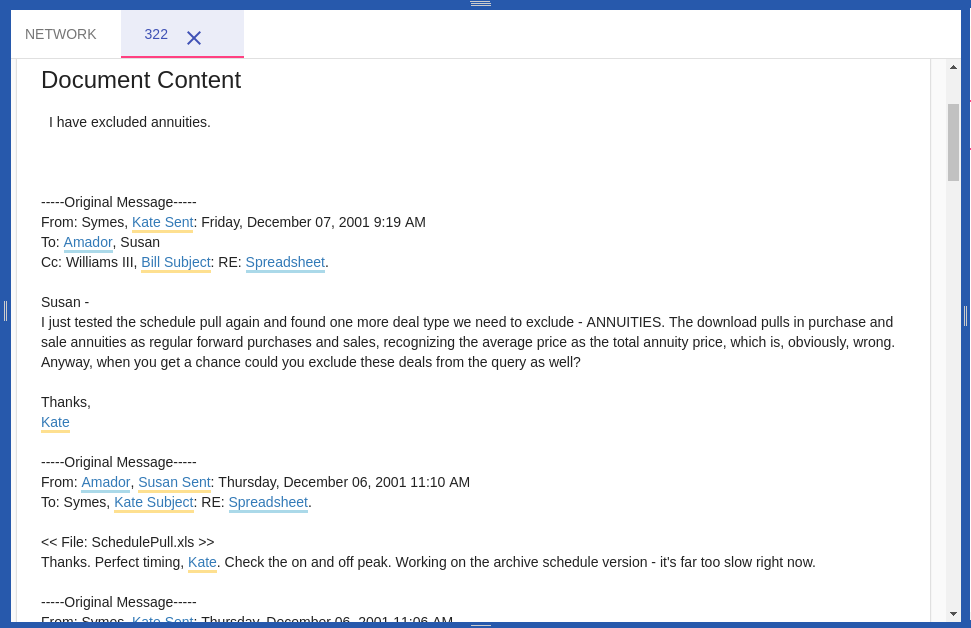 NETWORK
322
Document Content
I have excluded annuities.
-----Original Message-----
From: Symes, Kate Sent: Friday, December 07, 2001 9:19 AM
To: Amador, Susan
Cc: Williams III, Bill Subject: RE: Spreadsheet.
Susan -
I just tested the schedule pull again and found one more deal type we need to exclude - ANNUITIES. The download pulls in purchase and
sale annuities as regular forward purchases and sales, recognizing the average price as the total annuity price, which is, obviously, wrong.
Anyway, when you get a chance could you exclude these deals from the query as well?
Thanks,
Kate
-----Original Message-----
From: Amador, Susan Sent: Thursday, December 06, 2001 11:10 AM
To: Symes, Kate Subject: RE: Spreadsheet.
<< File: SchedulePull.xls >>
Thanks. Perfect timing, Kate. Check the on and off peak. Working on the archive schedule version - it's far too slow right now.
-----Original Message-----
From: Symes, Kate Sent: Thursday, December 06, 2001 11:06 AM